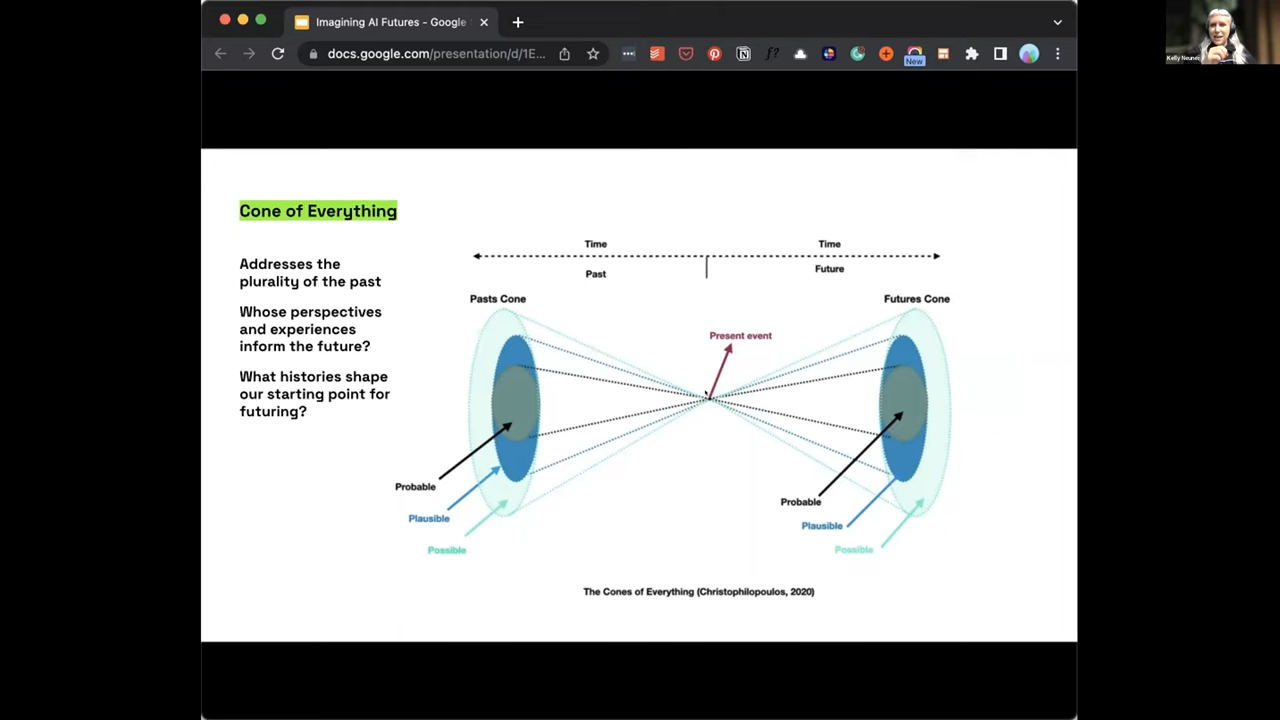 Imagining AI Futures - Google
docs.google.com/presentation/d/1E...
New
Kelly
Cone of Everything
Addresses the
plurality of the past
Whose perspectives
and experiences
inform the future?
What histories shape
our starting point for
futuring?
Time
Time
Past
Future
Pasts Cone
Futures Cone
Present event
Probable
Plausible
Possible
Probable
Plausible
Possible
The Cones of Everything (Christophilopoulos, 2020)